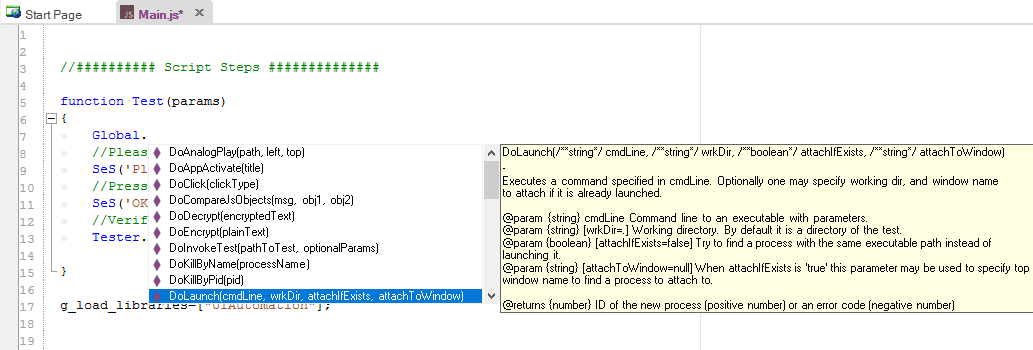 Start Page
Main.js*
1
2
3 //########## Script Steps ##############
4
5 function Test(params)
6 {
7 Global.
8 //Pleas
9 SeS('Pl
10 //Press
11 SeS('OK
12 //Verif
13 Tester.
14
15 }
16
17 g_load_libraries=["UIAutomation"];
18
19
DoAnalogPlay(path, left, top)
DoAppActivate(title)
DoClick(clickType)
DoCompareJsObjects(msg, obj1, obj2)
DoDecrypt(encryptedText)
DoEncrypt(plainText)
DoInvokeTest(pathToTest, optionalParams)
DoKillByName(processName)
DoKillByPid(pid)
DoLaunch(cmdLine, wrkDir, attachIfExists, attachToWindow)
DoLaunch(/**string*/ cmdLine, /**string*/ wrkDir, /**boolean*/ attachIfExists, /**string*/ attachToWindow)
-
Executes a command specified in cmdLine. Optionally one may specify working dir, and window name
to attach if it is already launched.
@param {string} cmdLine Command line to an executable with parameters.
@param {string} [wrkDir=.] Working directory. By default it is a directory of the test.
@param {boolean} [attachIfExists=false] Try to find a process with the same executable path instead of
launching it.
@param {string} [attachToWindow=null] When attachIfExists is 'true' this parameter may be used to specify top
window name to find a process to attach to.
@returns {number} ID of the new process (positive number) or an error code (negative number)